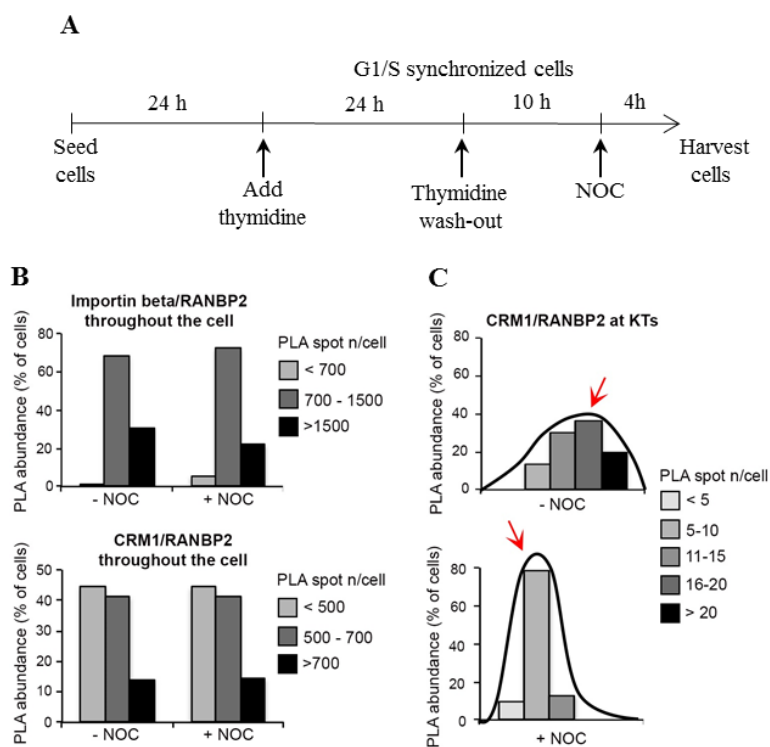 A
G1/S synchronized cells
24 h 24 h 10 h 4h
Seed cells
Add thymidine
Thymidine wash-out
NOC
Harvest cells
B
Importin beta/RANBP2
throughout the cell
PLA abundance (% of cells)
80
60
40
20
0
- NOC + NOC
PLA spot n/cell
< 700
700 - 1500
>1500
CRM1/RANBP2
throughout the cell
PLA abundance (% of cells)
50
40
30
20
10
0
- NOC + NOC
PLA spot n/cell
< 500
500 - 700
>700
C
CRM1/RANBP2 at KTs
PLA abundance (% of cells)
80
60
40
20
0
- NOC
PLA abundance (% of cells)
80
60
40
20
0
+ NOC
PLA spot n/cell
< 5
5-10
11-15
16-20
> 20